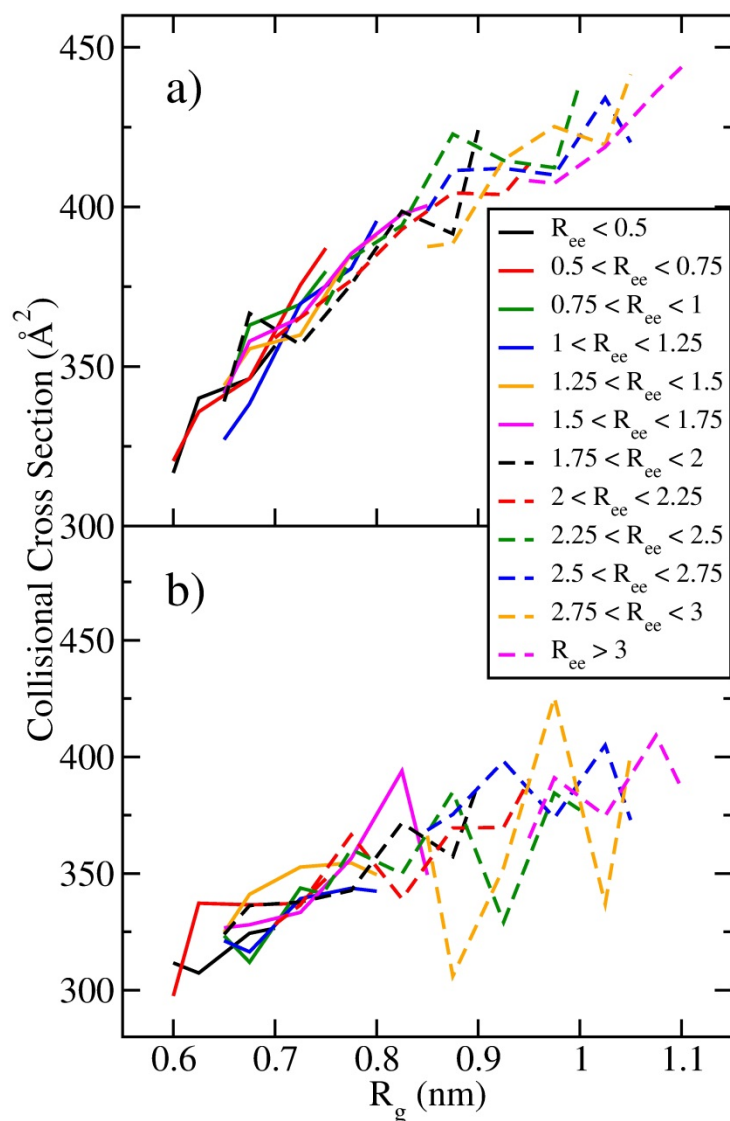 450
a)
400
350
300
Collisional Cross Section (Å²)
R_ee < 0.5
0.5 < R_ee < 0.75
0.75 < R_ee < 1
1 < R_ee < 1.25
1.25 < R_ee < 1.5
1.5 < R_ee < 1.75
1.75 < R_ee < 2
2 < R_ee < 2.25
2.25 < R_ee < 2.5
2.5 < R_ee < 2.75
2.75 < R_ee < 3
R_ee > 3
b)
450
400
350
300
0.6 0.7 0.8 0.9 1 1.1
R_g (nm)